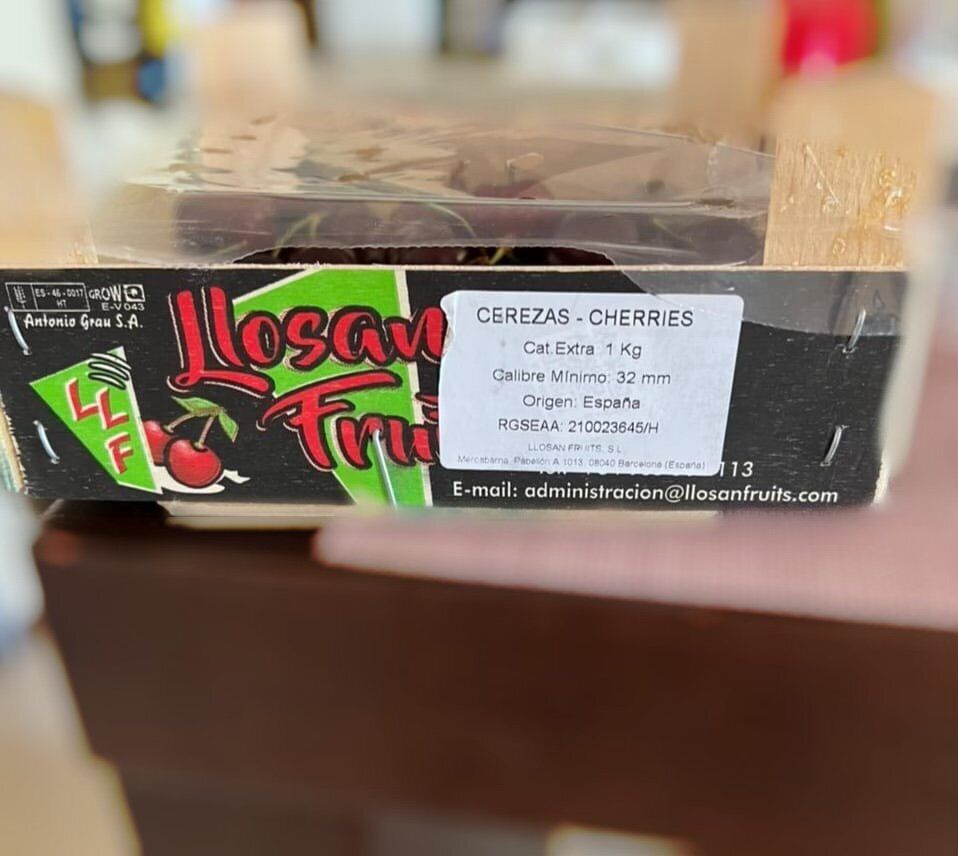 ES-46-0017
HT
GROW
E-V043
Antonio Grau S.A.
LLF
Llosan
Frui
CEREZAS - CHERRIES
Cat.Extra 1 Kg
Calibre Mínimo: 32 mm
Origen: España
RGSEAA: 210023645/H
LLOSAN FRUITS, S.L.
Mercabarna. Pabellón A 1013. 08040 Barcelona (España)
113
E-mail: administracion@llosanfruits.com